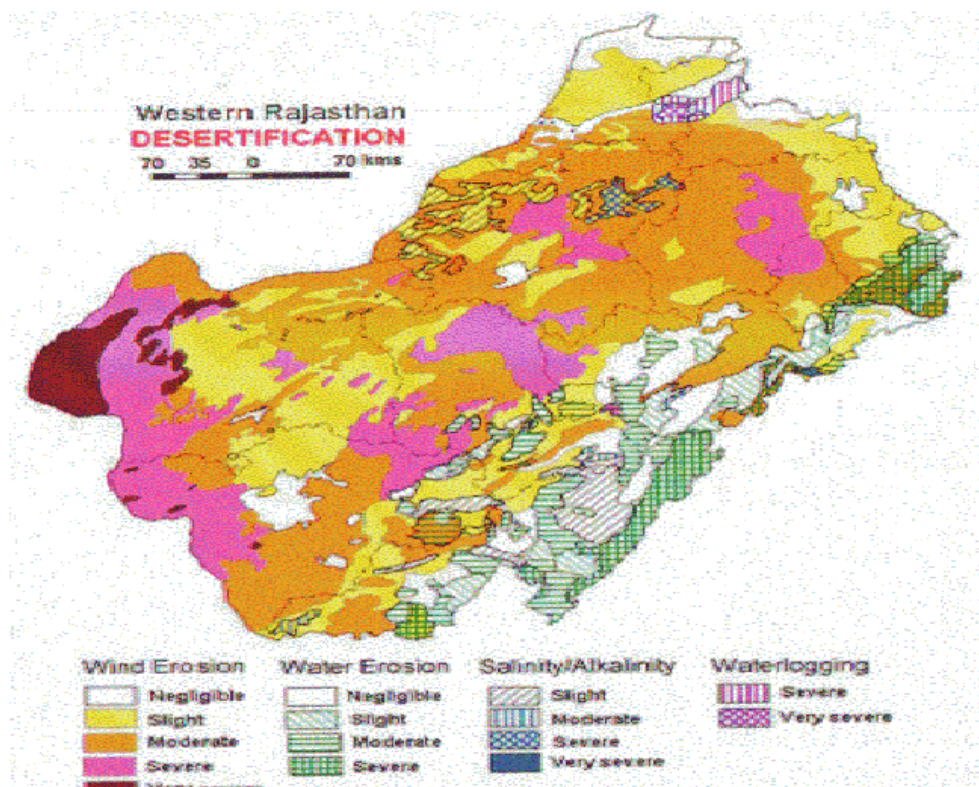 Western Rajasthan
DESERTIFICATION
70 35 0 70 kms
Wind Erosion
Negligible
Slight
Moderate
Severe
Water Erosion
Negligible
Slight
Moderate
Severe
Salinity/Alkalinity
Slight
Moderate
Severe
Very severe
Waterlogging
Severe
Very severe